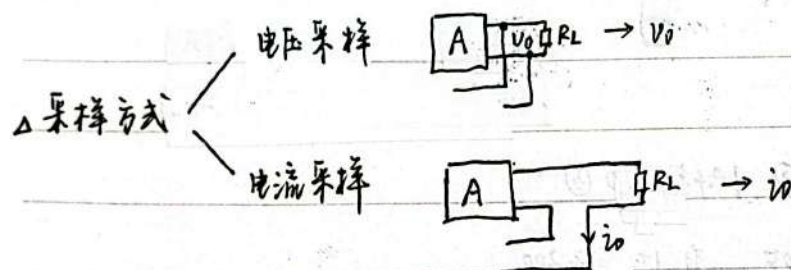 电压采样 A Vo RL → Vo
△ 采样方式
电流采样 A RL → io
io